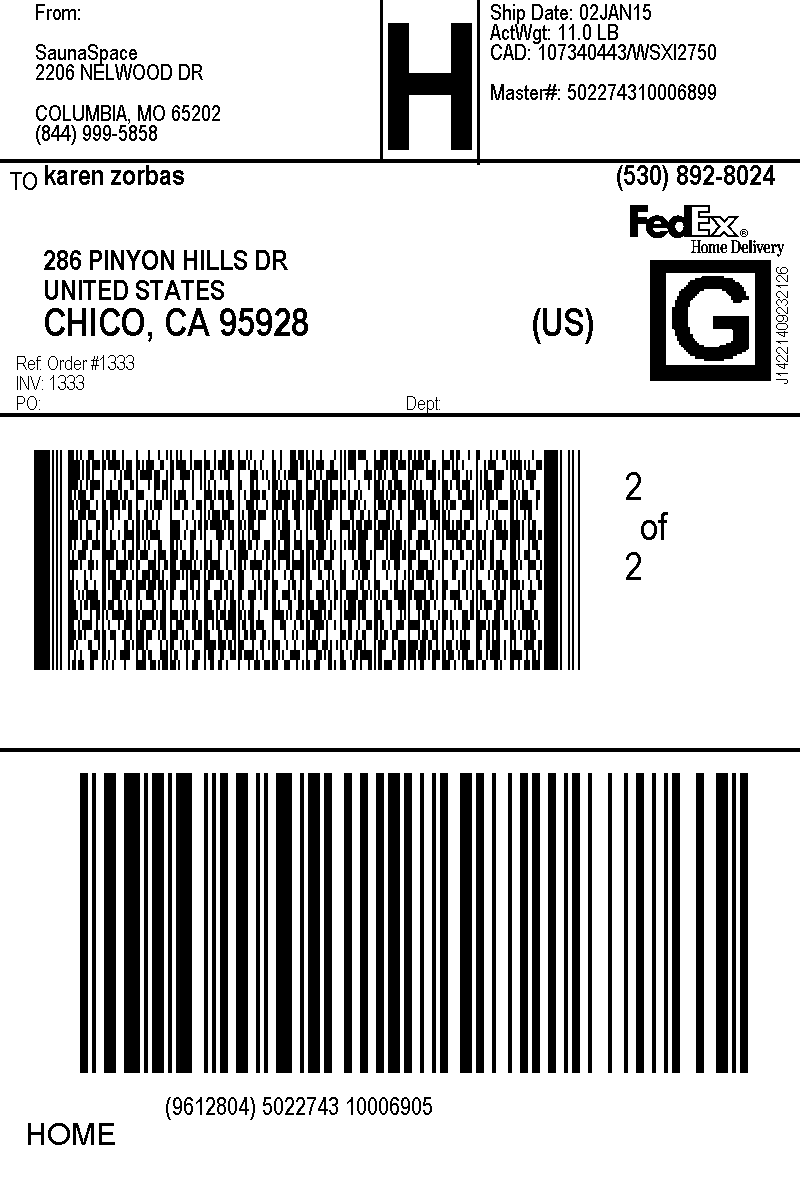 From:
SaunaSpace
2206 NELWOOD DR
COLUMBIA, MO 65202
(844) 999-5858
H
Ship Date: 02JAN15
ActWgt: 11.0 LB
CAD: 107340443/WSXI2750
Master#: 502274310006899
TO karen zorbas
(530) 892-8024
FedEx®
Home Delivery
286 PINYON HILLS DR
UNITED STATES
CHICO, CA 95928
(US)
G
J14221409232126
Ref: Order #1333
INV: 1333
PO:
Dept:
2
of
2
(9612804) 5022743 10006905
HOME